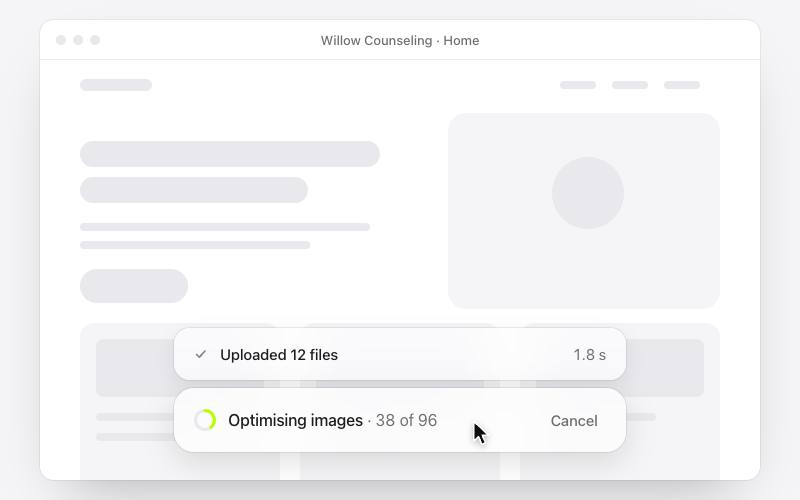 Willow Counseling · Home
Uploaded 12 files 1.8 s
Optimising images · 38 of 96 Cancel